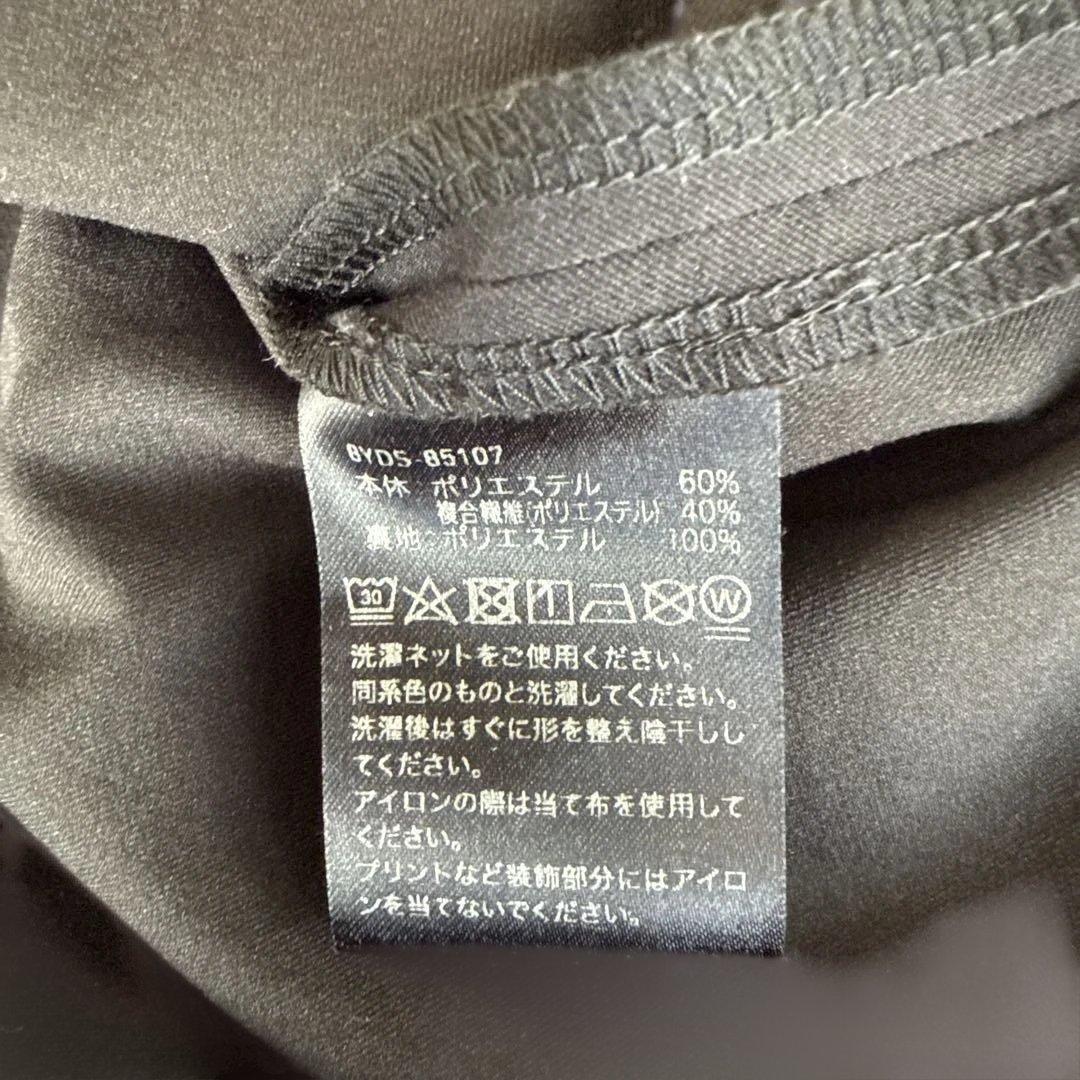 8YDS-85107
本体 ポリエステル 60%
複合繊維(ポリエステル) 40%
裏地 ポリエステル 100%
30 W
洗濯ネットをご使用ください。
同系色のものと洗濯してください。
洗濯後はすぐに形を整え陰干しし
てください。
アイロンの際は当て布を使用して
ください。
プリントなど装飾部分にはアイロ
ンを当てないでください。